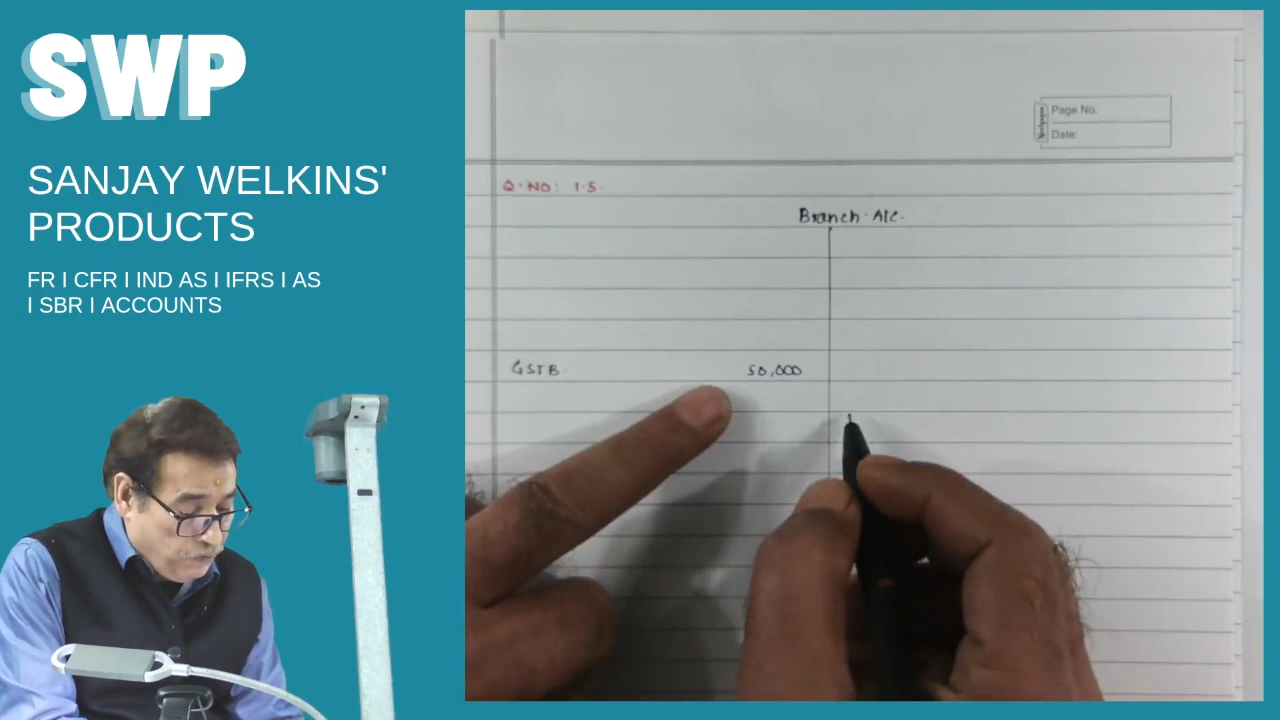 SWP
SANJAY WELKINS'
PRODUCTS
FR I CFR I IND AS I IFRS I AS
I SBR I ACCOUNTS
Page No.
Date:
Q. NO: 1.5.
Branch A/c.
GSTB. 50,000